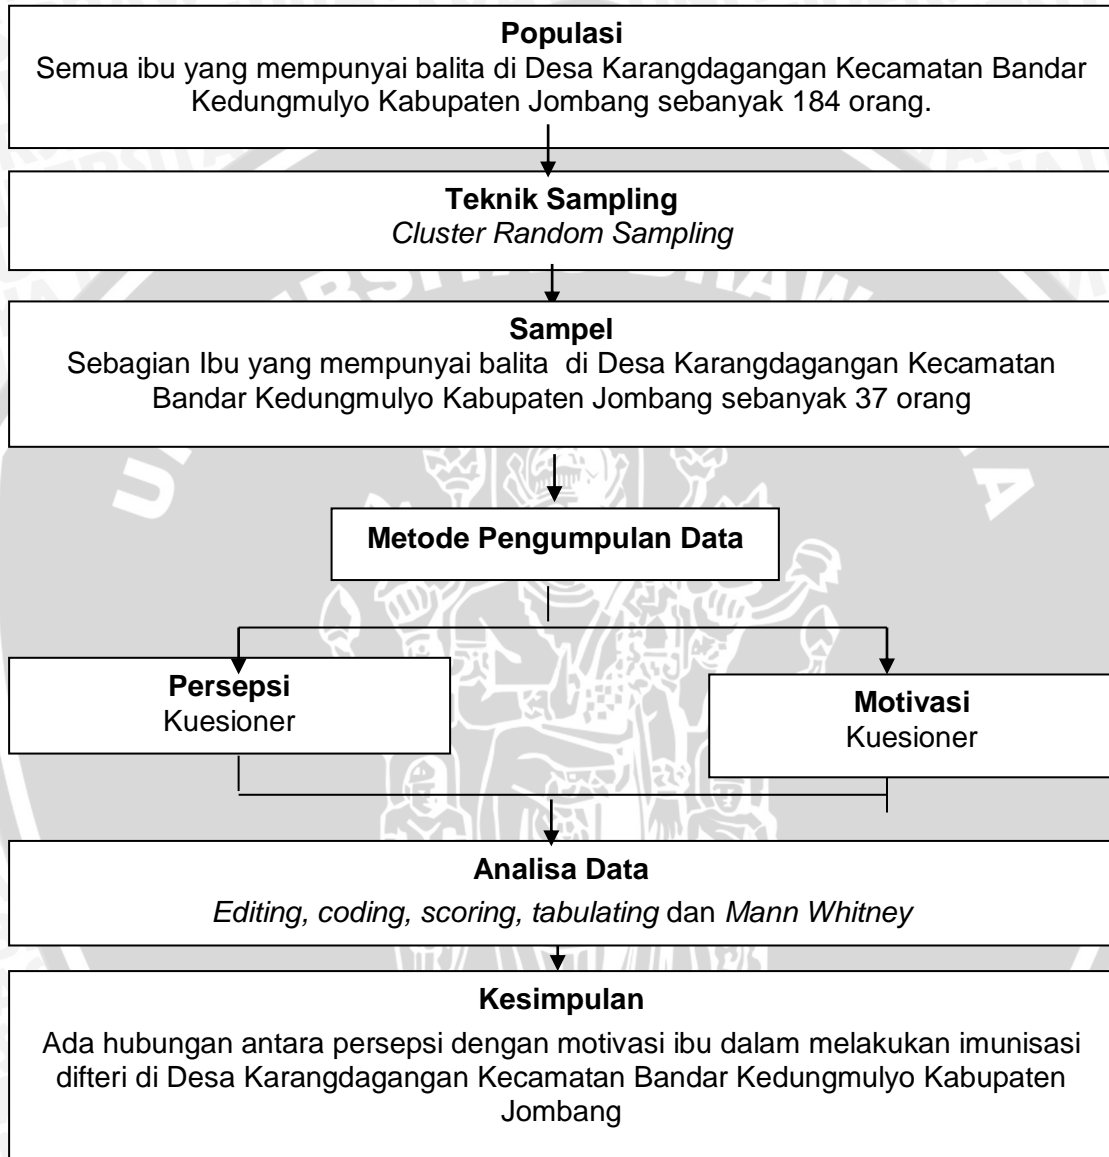 Populasi
Semua ibu yang mempunyai balita di Desa Karangdagangan Kecamatan Bandar
Kedungmulyo Kabupaten Jombang sebanyak 184 orang.
Teknik Sampling
Cluster Random Sampling
Sampel
Sebagian Ibu yang mempunyai balita  di Desa Karangdagangan Kecamatan
Bandar Kedungmulyo Kabupaten Jombang sebanyak 37 orang
Metode Pengumpulan Data
Persepsi
Kuesioner
Motivasi
Kuesioner
Analisa Data
Editing, coding, scoring, tabulating dan Mann Whitney
Kesimpulan
Ada hubungan antara persepsi dengan motivasi ibu dalam melakukan imunisasi
difteri di Desa Karangdagangan Kecamatan Bandar Kedungmulyo Kabupaten
Jombang